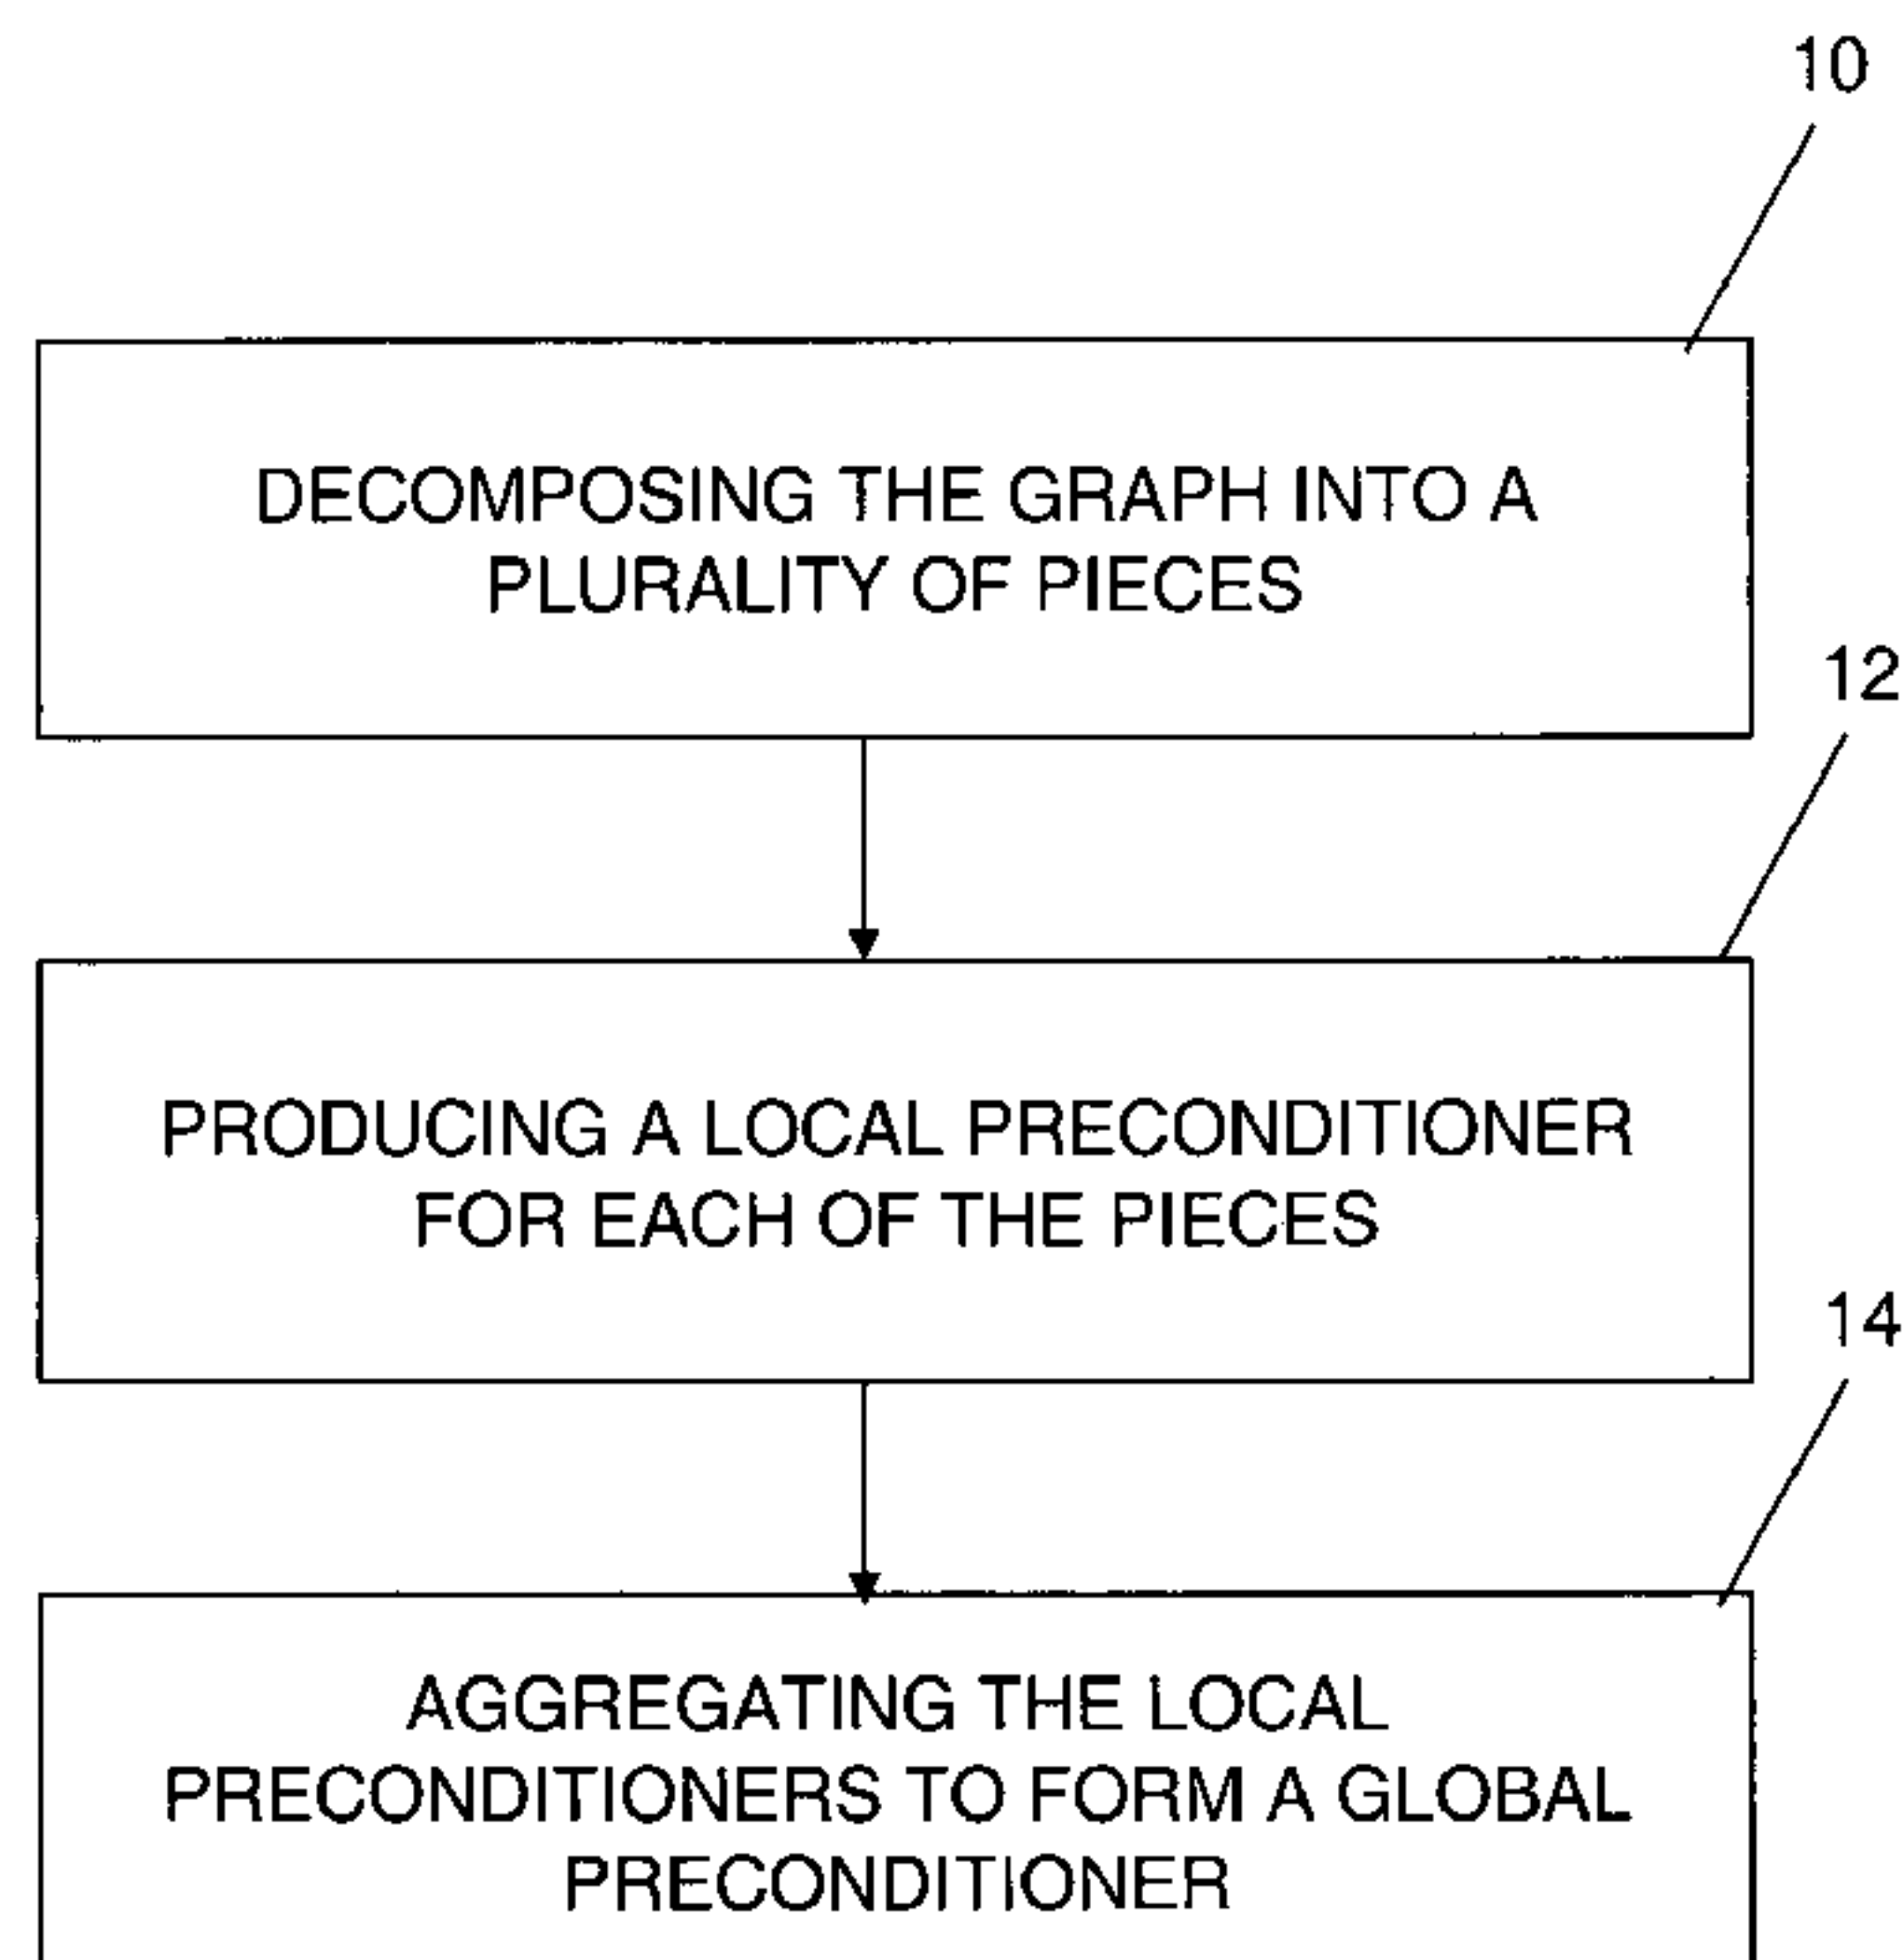 10
DECOMPOSING THE GRAPH INTO A
PLURALITY OF PIECES
12
PRODUCING A LOCAL PRECONDITIONER
FOR EACH OF THE PIECES
14
AGGREGATING THE LOCAL
PRECONDITIONERS TO FORM A GLOBAL
PRECONDITIONER